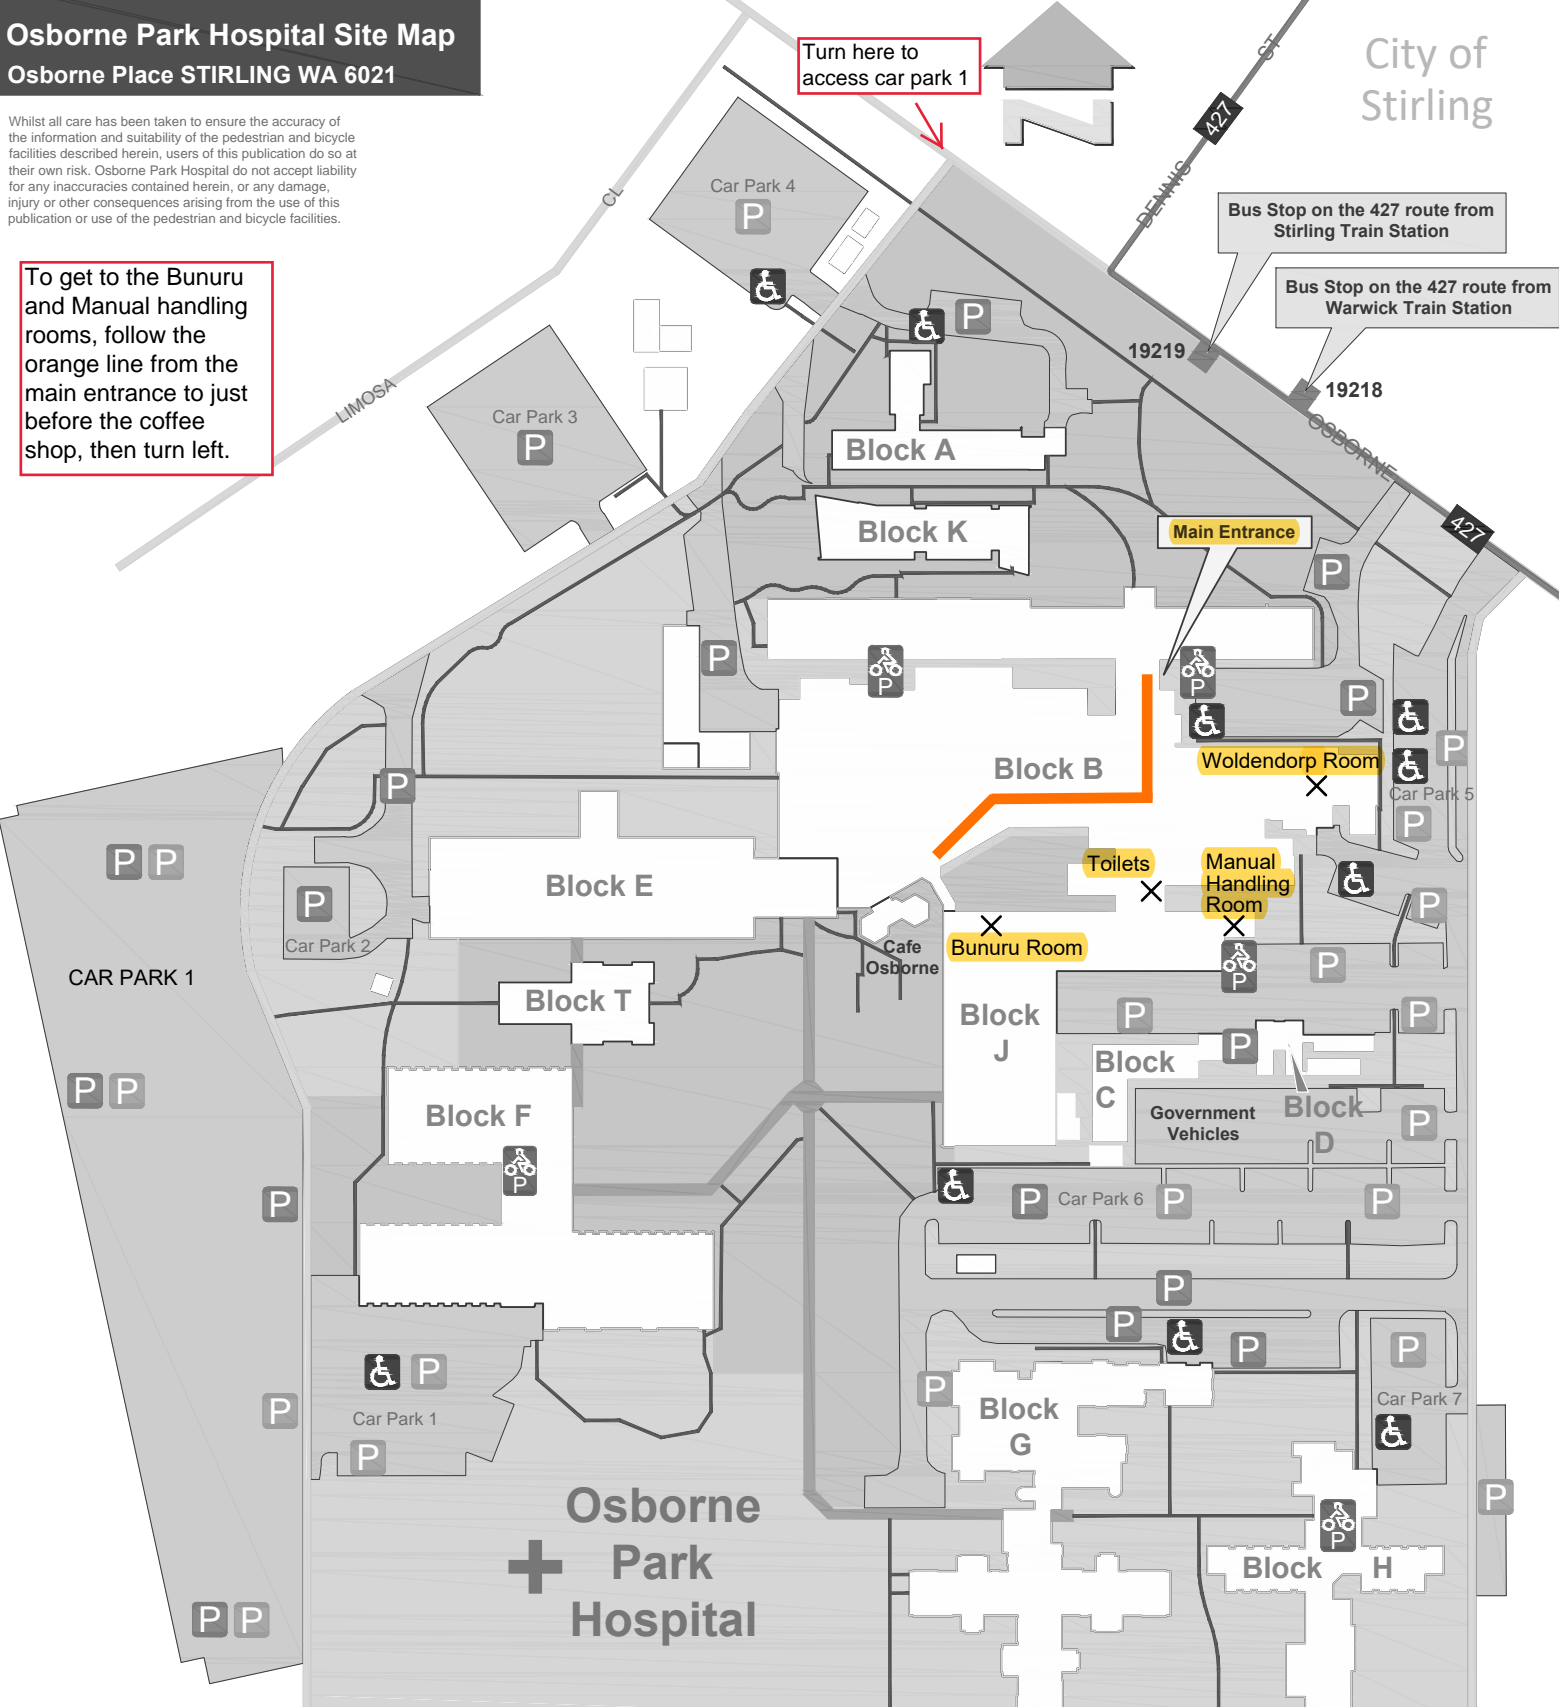 Osborne Park Hospital Site Map
Osborne Place STIRLING WA 6021
Whilst all care has been taken to ensure the accuracy of
the information and suitability of the pedestrian and bicycle
facilities described herein, users of this publication do so at
their own risk. Osborne Park Hospital do not accept liability
for any inaccuracies contained herein, or any damage,
injury or other consequences arising from the use of this
publication or use of the pedestrian and bicycle facilities.
To get to the Bunuru
and Manual handling
rooms, follow the
orange line from the
main entrance to just
before the coffee
shop, then turn left.
Turn here to
access car park 1
N
City of
Stirling
ST
427
DENNIS
CL
LIMOSA
Bus Stop on the 427 route from
Stirling Train Station
Bus Stop on the 427 route from
Warwick Train Station
19219
19218
OSBORNE
427
Car Park 4
P
P
Car Park 3
P
Block A
Block K
Main Entrance
P
P
P
P
P
P
Block B
Woldendorp Room
Car Park 5
P
P
P
P
P
Block E
Toilets
Manual
Handling
Room
P
Car Park 2
P
Cafe
Osborne
Bunuru Room
P
P
CAR PARK 1
Block T
Block
J
P
P
P
Block
C
P
P
Block F
Government
Vehicles
Block
D
P
P
P
P
Car Park 6
P
P
P
P
P
P
P
P
Car Park 1
P
P
P
Block
G
Car Park 7
P
Osborne
Park
Hospital
P
Block H
P
P